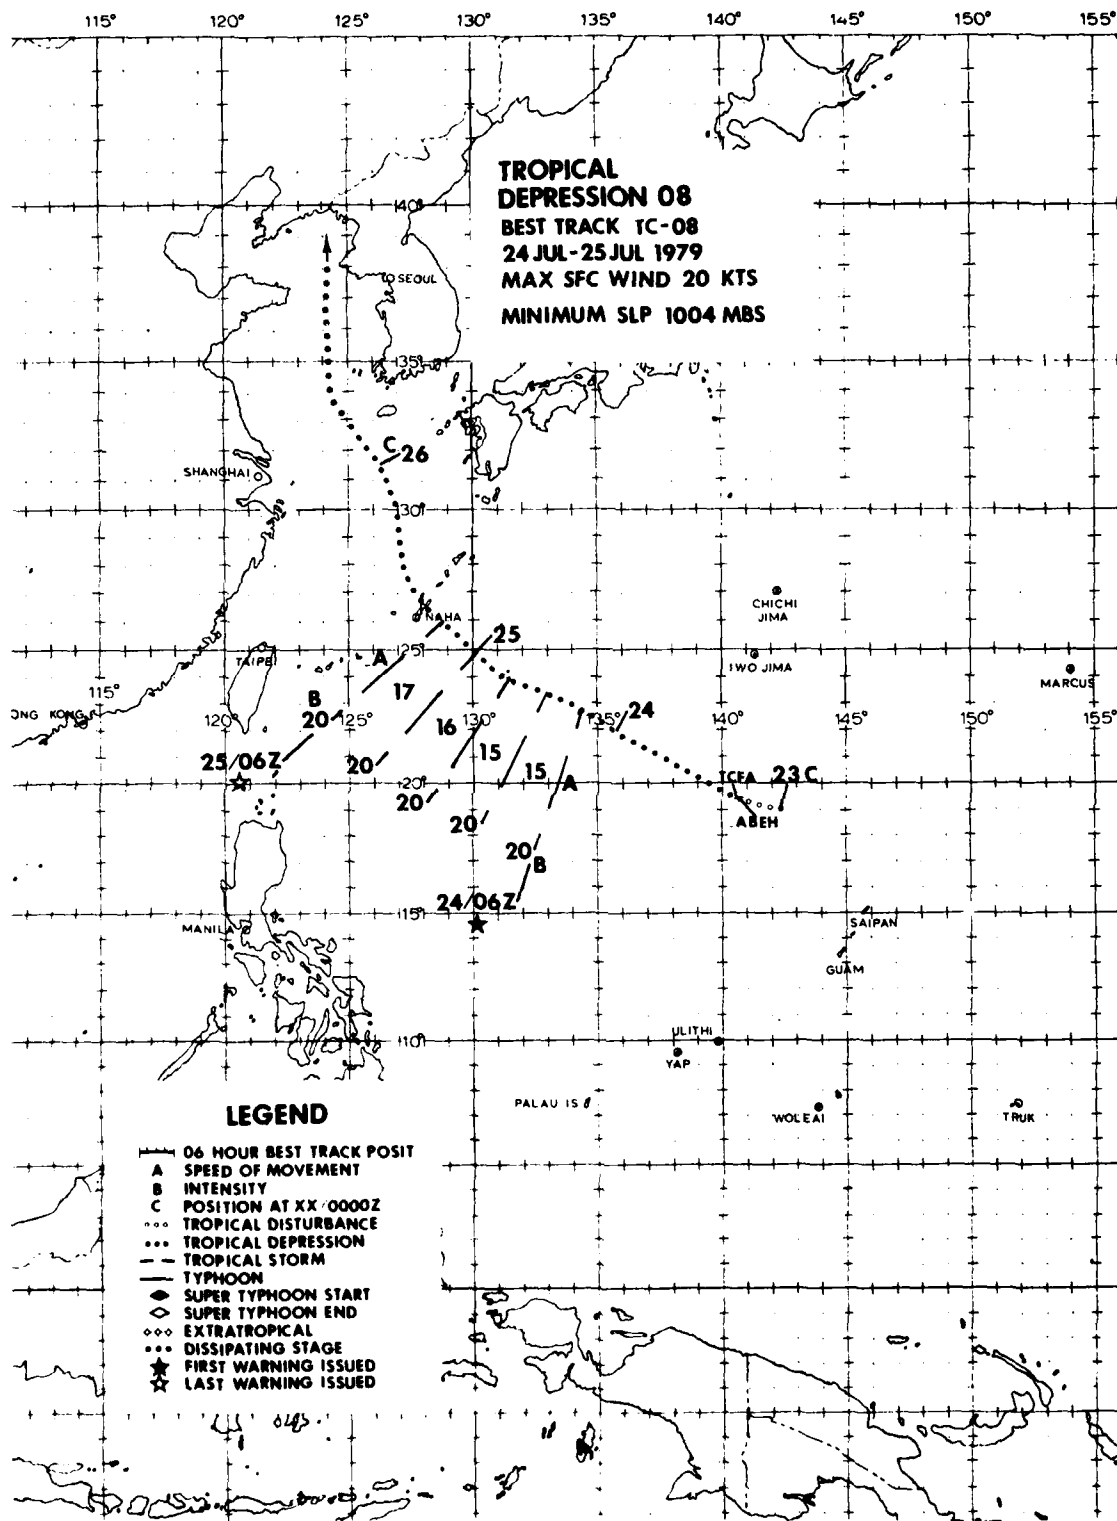 115° 120° 125° 130° 135° 140° 145° 150° 155°
TROPICAL
DEPRESSION 08
BEST TRACK TC-08
24 JUL-25 JUL 1979
MAX SFC WIND 20 KTS
MINIMUM SLP 1004 MBS
40°
SEOUL
35°
C
26
SHANGHAI
30°
CHICHI
JIMA
NAHA
25
25°
TAIPEI
A
IWO JIMA
MARCUS
17
B
115°
ONG KONG
120° 125° 130° 135° 140° 145° 150° 155°
20
16
24
25/06Z
20
15
15
A
20°
TCFA
23 C
20
20
ABEH
20
B
24/06Z
15°
MANILA
SAIPAN
GUAM
10°
ULITHI
YAP
PALAU IS
WOLEAI
TRUK
LEGEND
06 HOUR BEST TRACK POSIT
A SPEED OF MOVEMENT
B INTENSITY
C POSITION AT XX/0000Z
TROPICAL DISTURBANCE
TROPICAL DEPRESSION
TROPICAL STORM
TYPHOON
SUPER TYPHOON START
SUPER TYPHOON END
EXTRATROPICAL
DISSIPATING STAGE
FIRST WARNING ISSUED
LAST WARNING ISSUED